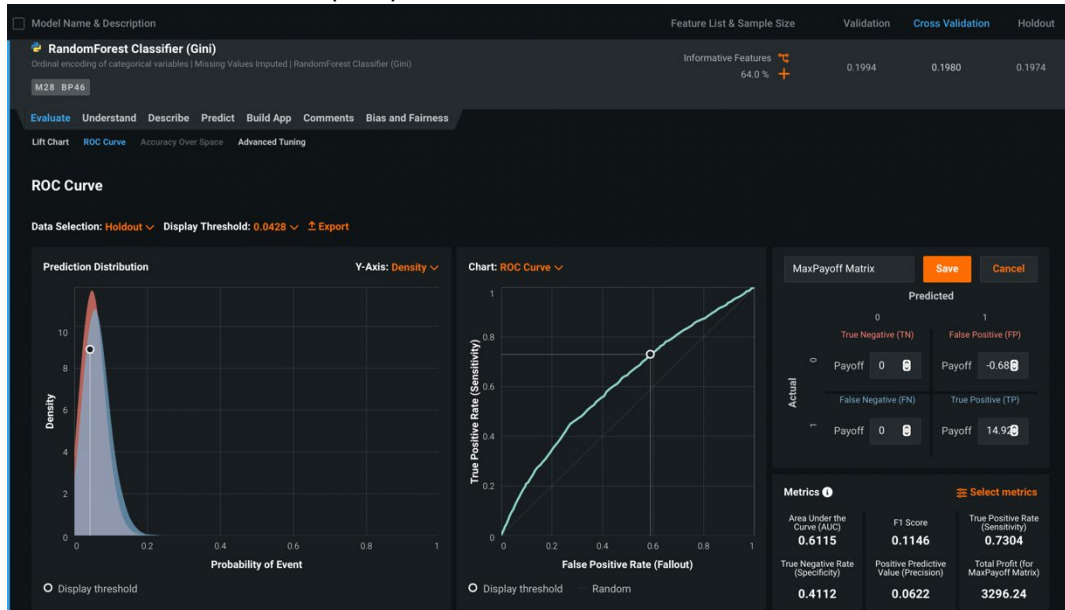 Model Name & Description Feature List & Sample Size Validation Cross Validation Holdout
RandomForest Classifier (Gini)
Ordinal encoding of categorical variables | Missing Values Imputed | RandomForest Classifier (Gini)
Informative Features
64.0 % +
0.1994 0.1980 0.1974
M28 BP46
Evaluate Understand Describe Predict Build App Comments Bias and Fairness
Lift Chart ROC Curve Accuracy Over Space Advanced Tuning
ROC Curve
Data Selection: Holdout Display Threshold: 0.0428 Export
Prediction Distribution Y-Axis: Density
10
8
6
4
2
0
Density
0 0.2 0.4 0.6 0.8 1
Probability of Event
Display threshold
Chart: ROC Curve
1
0.8
0.6
0.4
0.2
0
True Positive Rate (Sensitivity)
0 0.2 0.4 0.6 0.8 1
False Positive Rate (Fallout)
Display threshold Random
MaxPayoff Matrix Save Cancel
Predicted
0 1
Actual
True Negative (TN) False Positive (FP)
0 Payoff 0 Payoff -0.68
False Negative (FN) True Positive (TP)
1 Payoff 0 Payoff 14.92
Metrics Select metrics
Area Under the
Curve (AUC)
0.6115
F1 Score
0.1146
True Positive Rate
(Sensitivity)
0.7304
True Negative Rate
(Specificity)
0.4112
Positive Predictive
Value (Precision)
0.0622
Total Profit (for
MaxPayoff Matrix)
3296.24